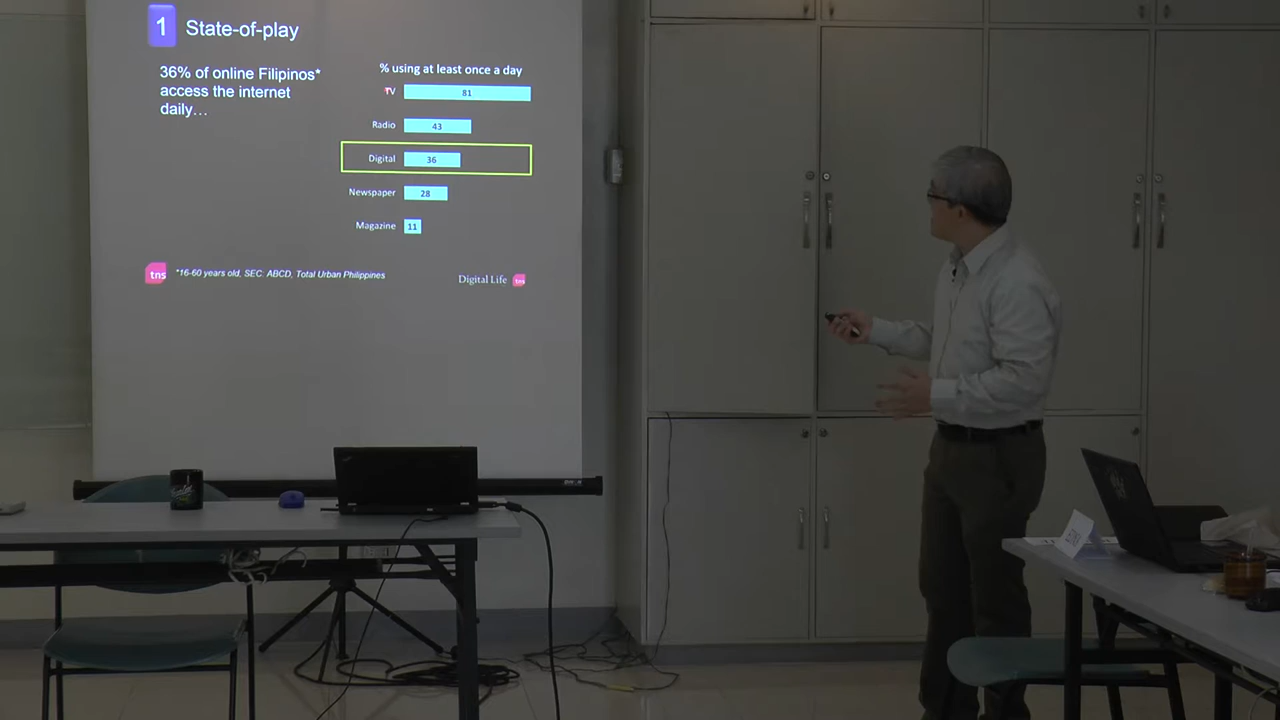 1 State-of-play
36% of online Filipinos*
access the internet
daily…
% using at least once a day
TV 81
Radio 43
Digital 36
Newspaper 28
Magazine 11
tns *16-60 years old, SEC: ABCD, Total Urban Philippines
Digital Life tns